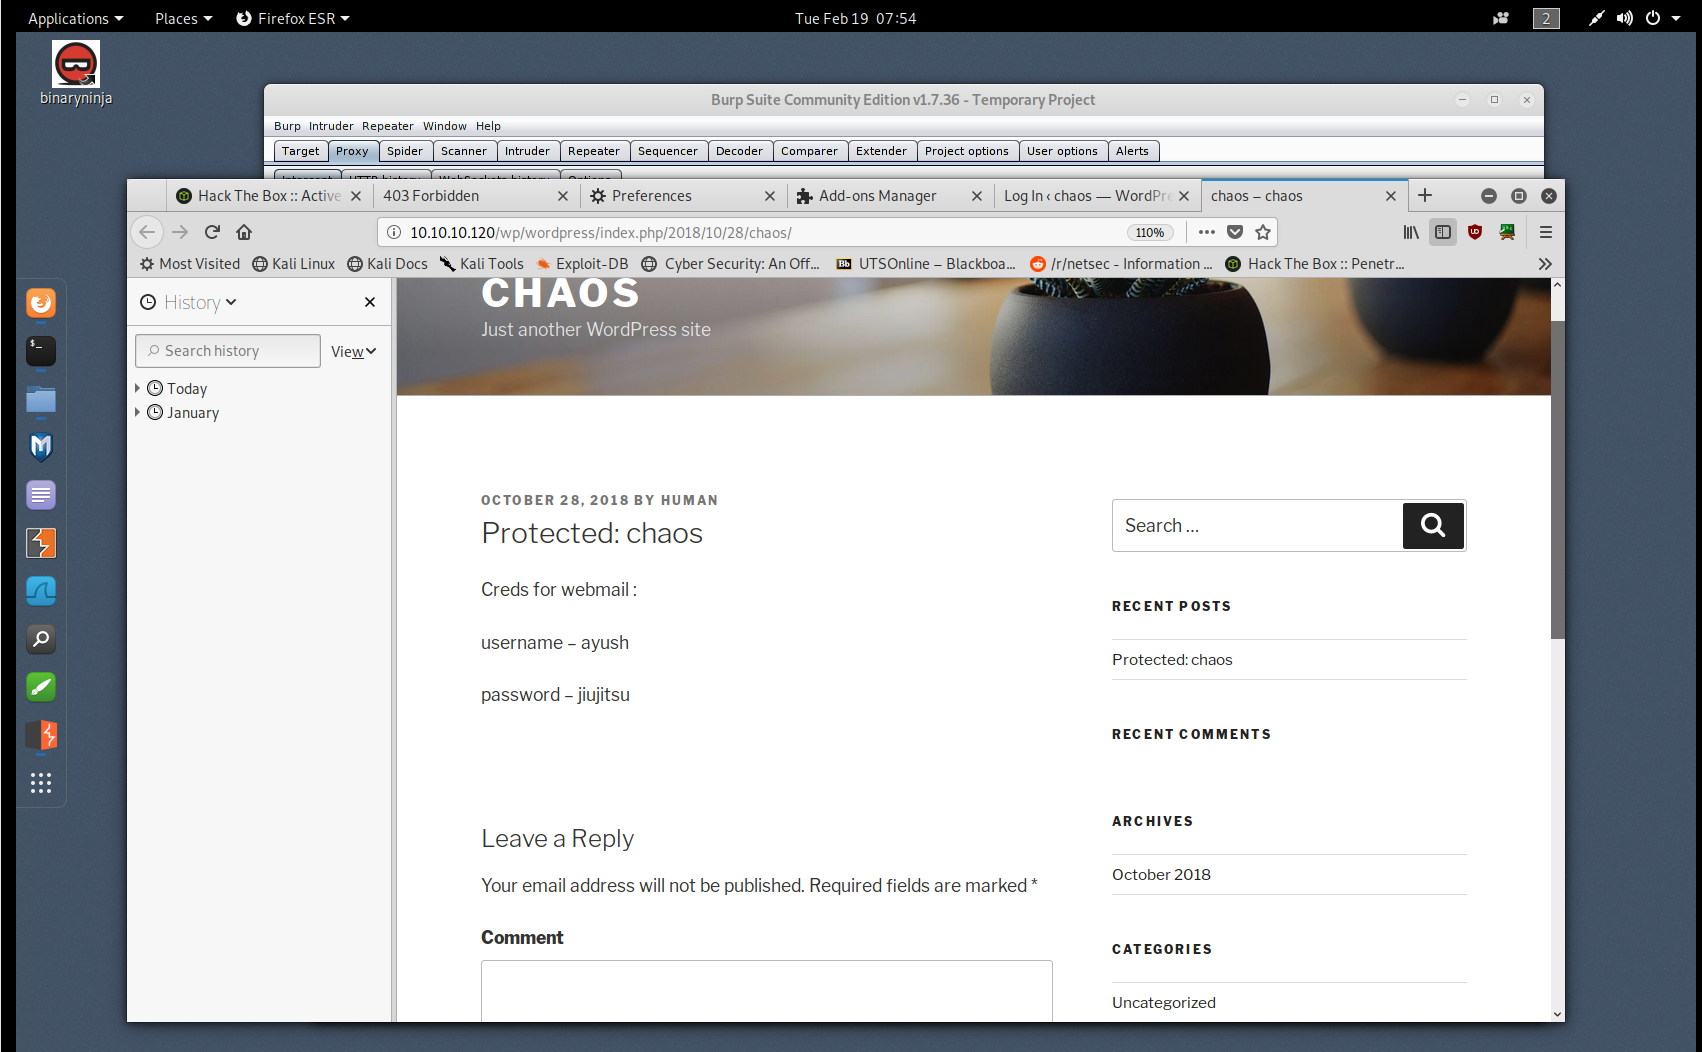 Applications Places Firefox ESR Tue Feb 19 07:54 2
binaryninja
Burp Suite Community Edition v1.7.36 - Temporary Project
Burp Intruder Repeater Window Help
Target Proxy Spider Scanner Intruder Repeater Sequencer Decoder Comparer Extender Project options User options Alerts
Intercept HTTP history WebSockets history Options
Hack The Box :: Active 403 Forbidden Preferences Add-ons Manager Log In ‹ chaos — WordPre chaos – chaos
10.10.10.120/wp/wordpress/index.php/2018/10/28/chaos/ 110%
Most Visited Kali Linux Kali Docs Kali Tools Exploit-DB Cyber Security: An Off... UTSOnline – Blackboa... /r/netsec - Information ... Hack The Box :: Penetr...
History
Search history View
Today
January
CHAOS
Just another WordPress site
OCTOBER 28, 2018 BY HUMAN
Protected: chaos
Creds for webmail :
username – ayush
password – jiujitsu
Leave a Reply
Your email address will not be published. Required fields are marked *
Comment
Search …
RECENT POSTS
Protected: chaos
RECENT COMMENTS
ARCHIVES
October 2018
CATEGORIES
Uncategorized